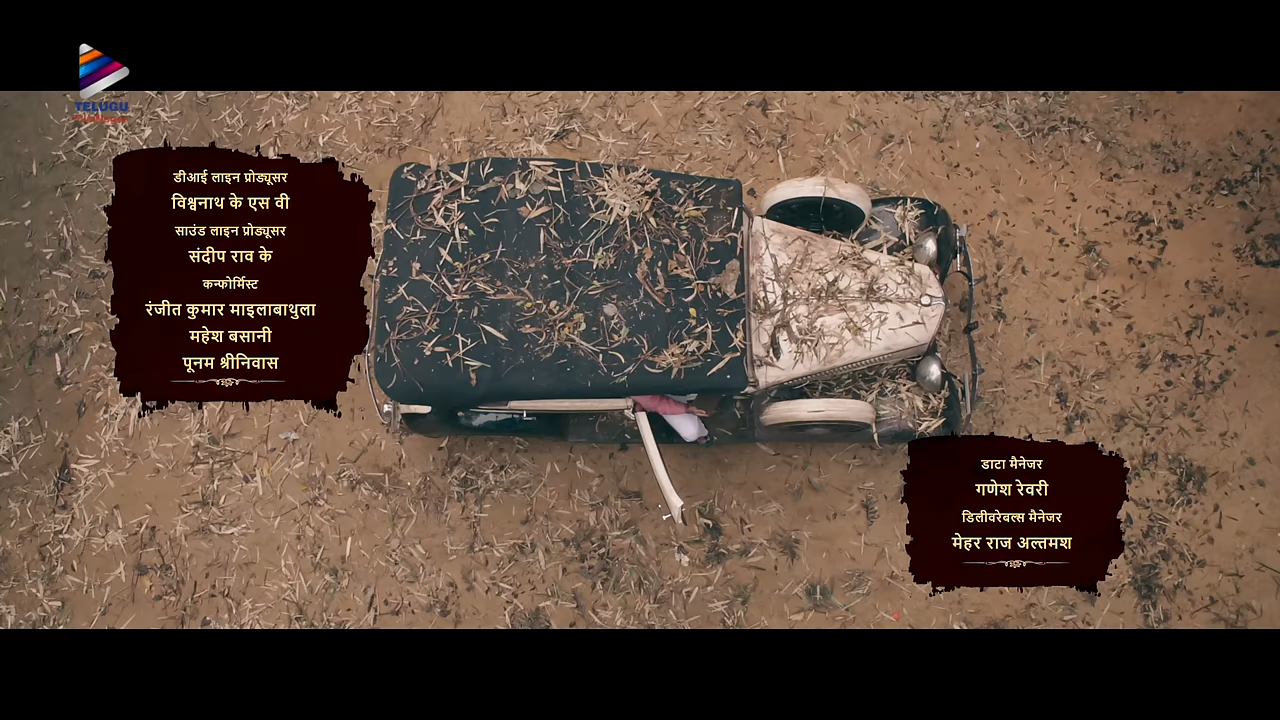 TELUGU
डीआई लाइन प्रोड्यूसर
विश्वनाथ के एस वी
साउंड लाइन प्रोड्यूसर
संदीप राव के
कन्फोर्मिस्ट
रंजीत कुमार माइलाबाथुला
महेश बसानी
पूनम श्रीनिवास
डाटा मैनेजर
गणेश रेवरी
डिलीवरेबल्स मैनेजर
मेहर राज अल्तमश